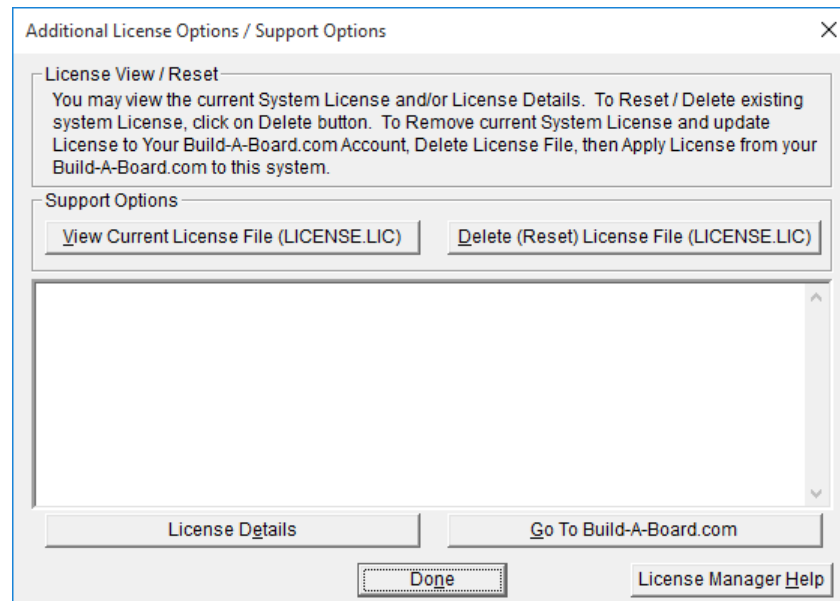 Additional License Options / Support Options
License View / Reset
You may view the current System License and/or License Details. To Reset / Delete existing
system License, click on Delete button. To Remove current System License and update
License to Your Build-A-Board.com Account, Delete License File, then Apply License from your
Build-A-Board.com to this system.
Support Options
View Current License File (LICENSE.LIC)
Delete (Reset) License File (LICENSE.LIC)
License Details
Go To Build-A-Board.com
Done
License Manager Help